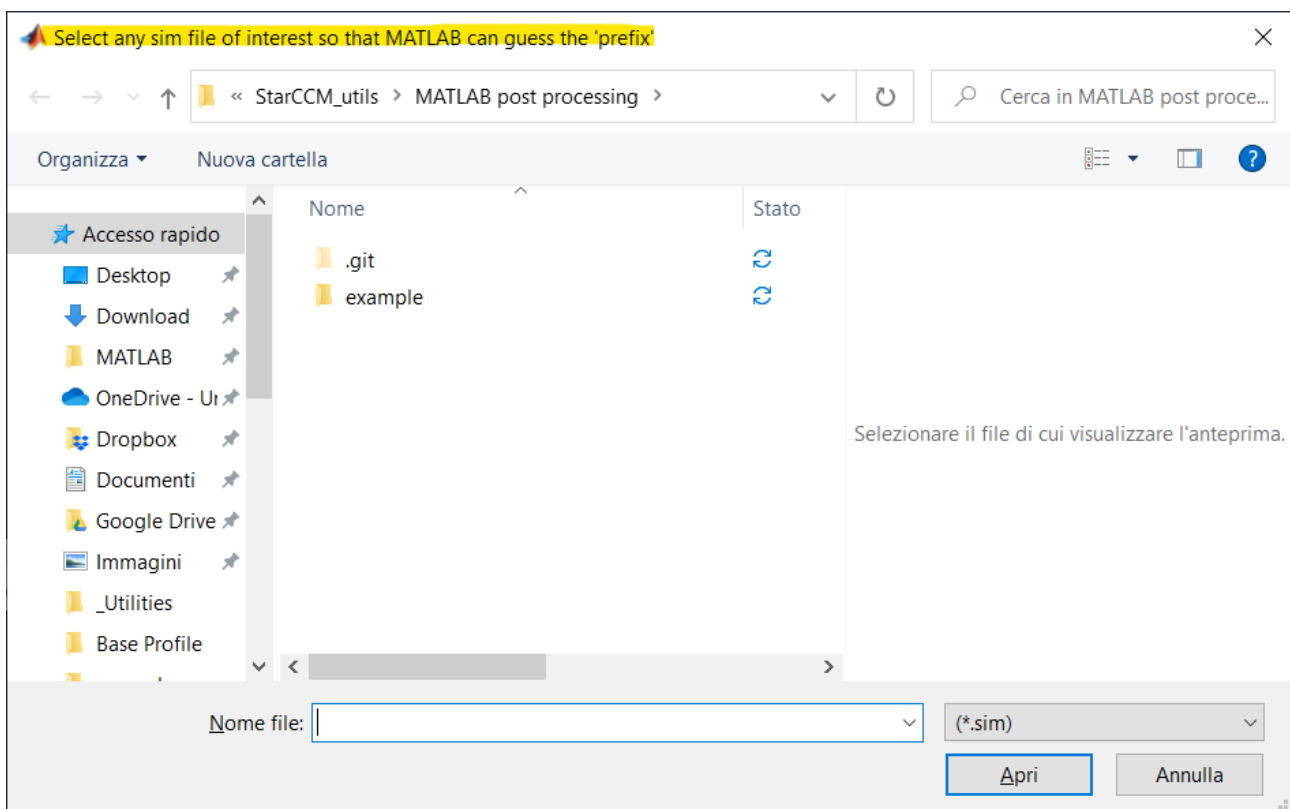 Select any sim file of interest so that MATLAB can guess the 'prefix'
« StarCCM_utils > MATLAB post processing >
Cerca in MATLAB post proce...
Organizza
Nuova cartella
Nome
Stato
Accesso rapido
Desktop
Download
MATLAB
OneDrive - Ur
Dropbox
Documenti
Google Drive
Immagini
_Utilities
Base Profile
.git
example
Selezionare il file di cui visualizzare l'anteprima.
Nome file:
(*.sim)
Apri
Annulla